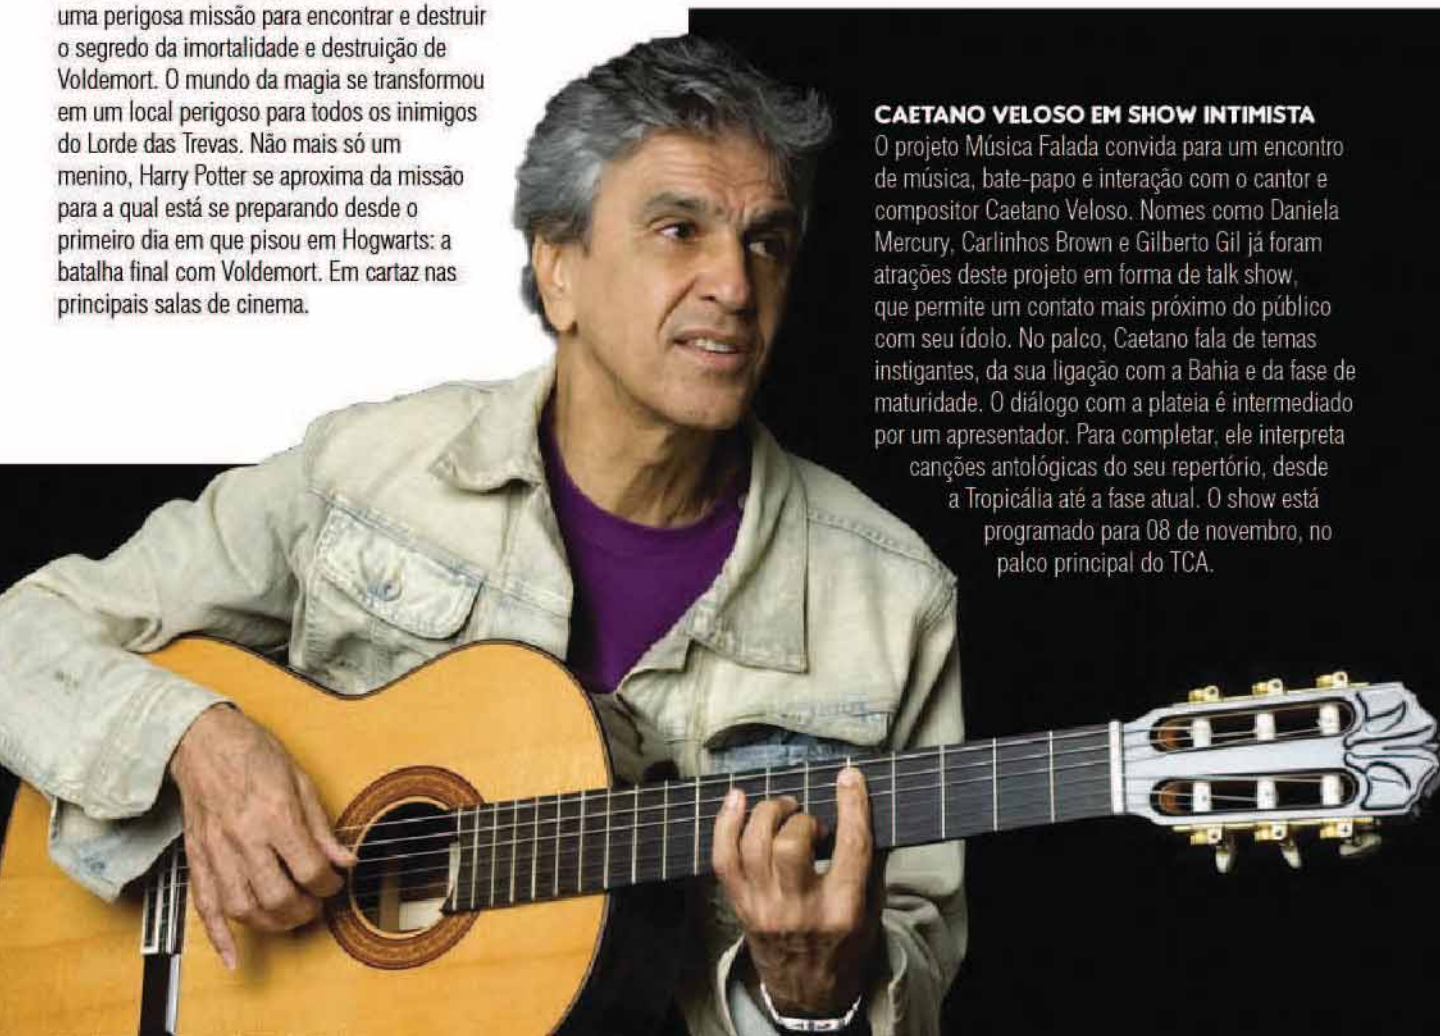 uma perigosa missão para encontrar e destruir
o segredo da imortalidade e destruição de
Voldemort. O mundo da magia se transformou
em um local perigoso para todos os inimigos
do Lorde das Trevas. Não mais só um
menino, Harry Potter se aproxima da missão
para a qual está se preparando desde o
primeiro dia em que pisou em Hogwarts: a
batalha final com Voldemort. Em cartaz nas
principais salas de cinema.
CAETANO VELOSO EM SHOW INTIMISTA
O projeto Música Falada convida para um encontro
de música, bate-papo e interação com o cantor e
compositor Caetano Veloso. Nomes como Daniela
Mercury, Carlinhos Brown e Gilberto Gil já foram
atrações deste projeto em forma de talk show,
que permite um contato mais próximo do público
com seu ídolo. No palco, Caetano fala de temas
instigantes, da sua ligação com a Bahia e da fase de
maturidade. O diálogo com a plateia é intermediado
por um apresentador. Para completar, ele interpreta
canções antológicas do seu repertório, desde
a Tropicália até a fase atual. O show está
programado para 08 de novembro, no
palco principal do TCA.